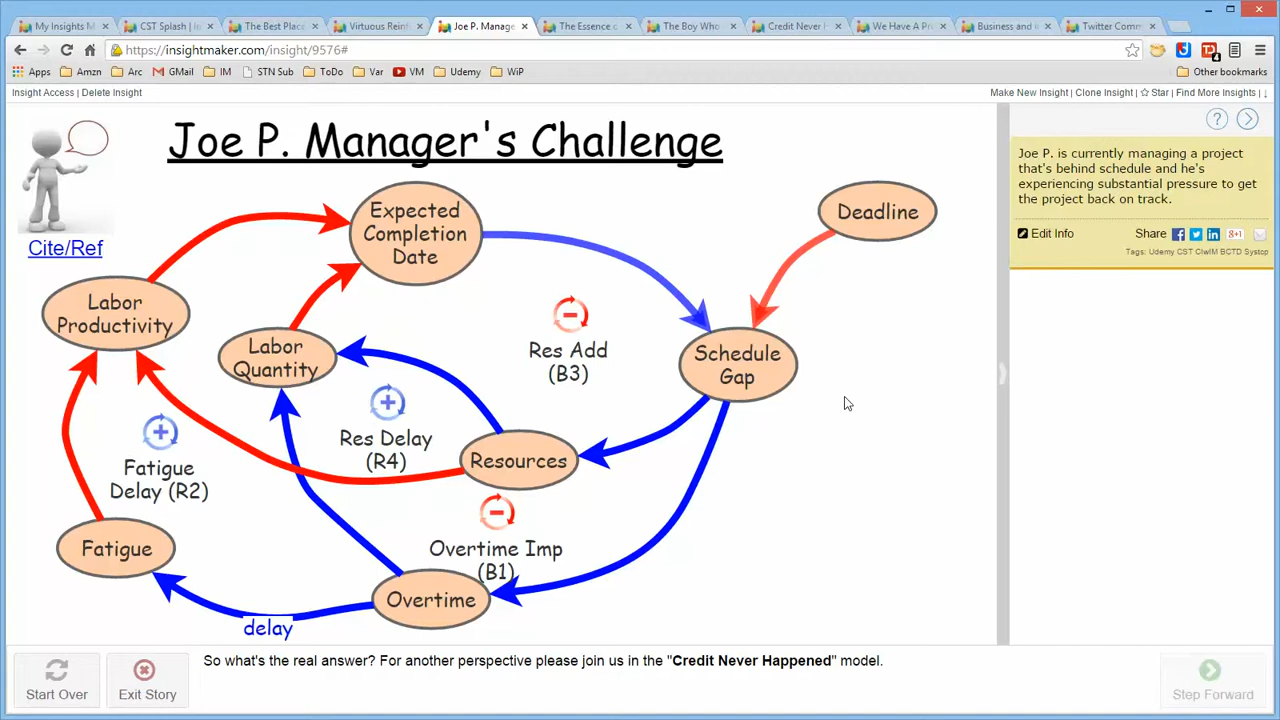 My Insights M
CST Splash | In
The Best Place
Virtuous Reinf
Joe P. Manage
The Essence o
The Boy Who
Credit Never H
We Have A Pr
Business and I
Twitter Comm
https://insightmaker.com/insight/9576#
Apps
Amzn
Arc
GMail
IM
STN Sub
ToDo
Var
VM
Udemy
WiP
Other bookmarks
Insight Access | Delete Insight
Make New Insight | Clone Insight | Star | Find More Insights |
Joe P. Manager's Challenge
Cite/Ref
Expected
Completion
Date
Deadline
Labor
Productivity
Labor
Quantity
Res Add
(B3)
Schedule
Gap
Res Delay
(R4)
Resources
Fatigue
Delay (R2)
Fatigue
Overtime Imp
(B1)
Overtime
delay
Joe P. is currently managing a project
that's behind schedule and he's
experiencing substantial pressure to get
the project back on track.
Edit Info
Share
Tags: Udemy CST CIwIM BCTD Systop
Start Over
Exit Story
So what's the real answer? For another perspective please join us in the "Credit Never Happened" model.
Step Forward